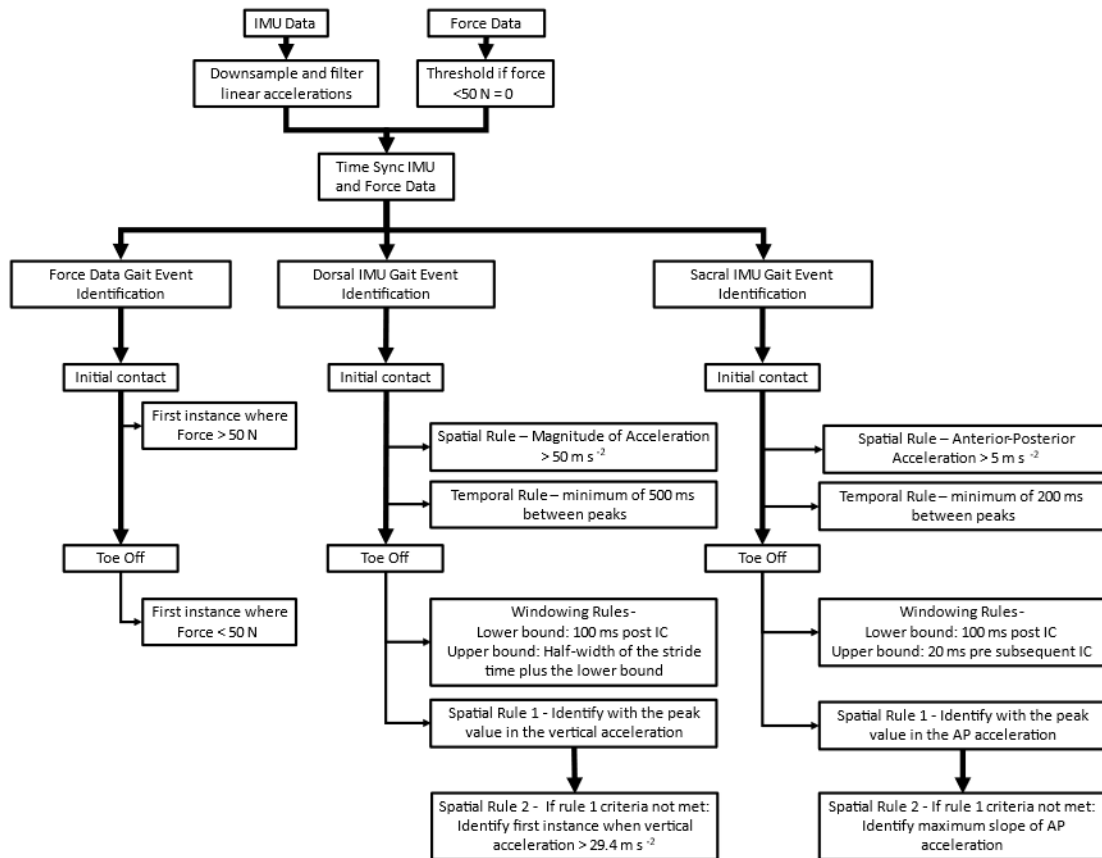 IMU Data
Force Data
Downsample and filter
linear accelerations
Threshold if force
<50 N = 0
Time Sync IMU
and Force Data
Force Data Gait Event
Identification
Dorsal IMU Gait Event
Identification
Sacral IMU Gait Event
Identification
Initial contact
Initial contact
Initial contact
First instance where
Force > 50 N
Spatial Rule – Magnitude of Acceleration
> 50 m s -2
Spatial Rule – Anterior-Posterior
Acceleration > 5 m s -2
Temporal Rule – minimum of 500 ms
between peaks
Temporal Rule – minimum of 200 ms
between peaks
Toe Off
Toe Off
Toe Off
First instance where
Force < 50 N
Windowing Rules-
Lower bound: 100 ms post IC
Upper bound: Half-width of the stride
time plus the lower bound
Windowing Rules-
Lower bound: 100 ms post IC
Upper bound: 20 ms pre subsequent IC
Spatial Rule 1 - Identify with the peak
value in the vertical acceleration
Spatial Rule 1 - Identify with the peak
value in the AP acceleration
Spatial Rule 2 - If rule 1 criteria not met:
Identify first instance when vertical
acceleration > 29.4 m s -2
Spatial Rule 2 - If rule 1 criteria not met:
Identify maximum slope of AP
acceleration